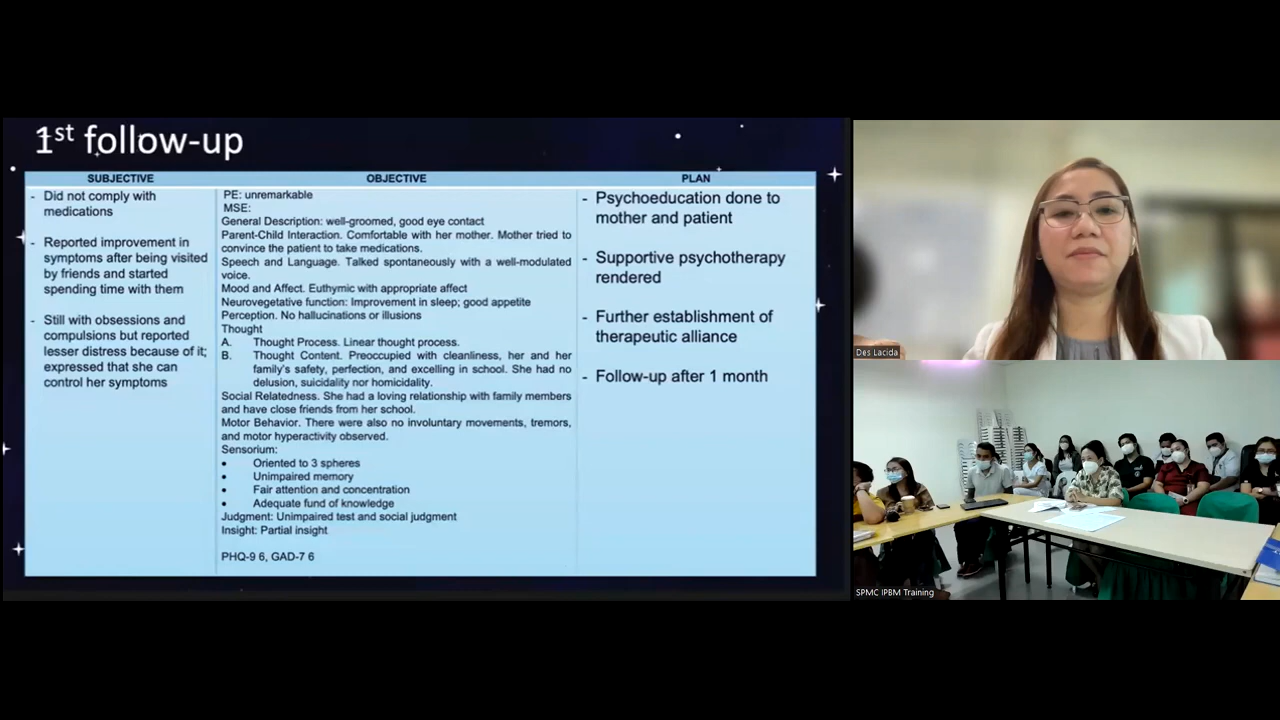 1st follow-up
SUBJECTIVE
- Did not comply with
medications
- Reported improvement in
symptoms after being visited
by friends and started
spending time with them
- Still with obsessions and
compulsions but reported
lesser distress because of it;
expressed that she can
control her symptoms
OBJECTIVE
PE: unremarkable
MSE:
General Description: well-groomed, good eye contact
Parent-Child Interaction. Comfortable with her mother. Mother tried to
convince the patient to take medications.
Speech and Language. Talked spontaneously with a well-modulated
voice.
Mood and Affect. Euthymic with appropriate affect
Neurovegetative function: Improvement in sleep; good appetite
Perception. No hallucinations or illusions
Thought
A. Thought Process. Linear thought process.
B. Thought Content. Preoccupied with cleanliness, her and her
family's safety, perfection, and excelling in school. She had no
delusion, suicidality nor homicidality.
Social Relatedness. She had a loving relationship with family members
and have close friends from her school.
Motor Behavior. There were also no involuntary movements, tremors,
and motor hyperactivity observed.
Sensorium:
• Oriented to 3 spheres
• Unimpaired memory
• Fair attention and concentration
• Adequate fund of knowledge
Judgment: Unimpaired test and social judgment
Insight: Partial insight
PHQ-9 6, GAD-7 6
PLAN
- Psychoeducation done to
mother and patient
- Supportive psychotherapy
rendered
- Further establishment of
therapeutic alliance
- Follow-up after 1 month
Des Lacida
SPMC IPBM Training